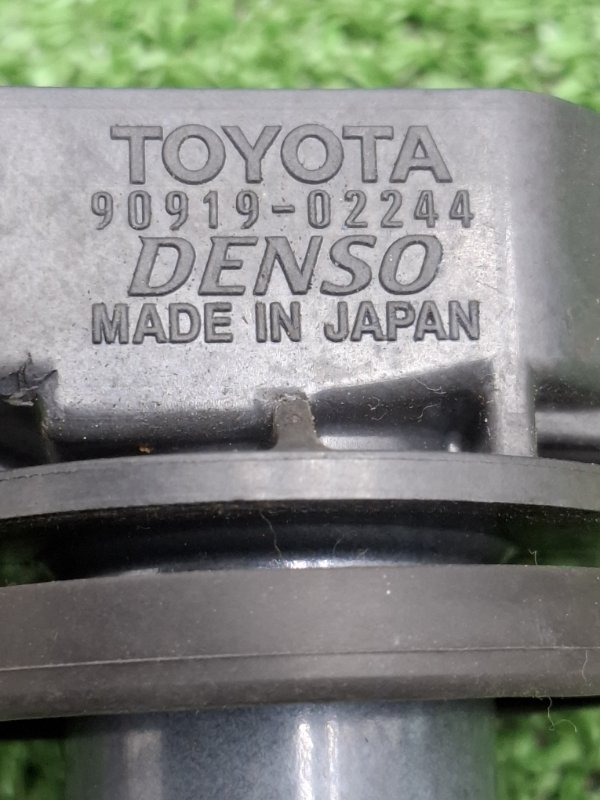 TOYOTA
90919-02244
DENSO
MADE IN JAPAN